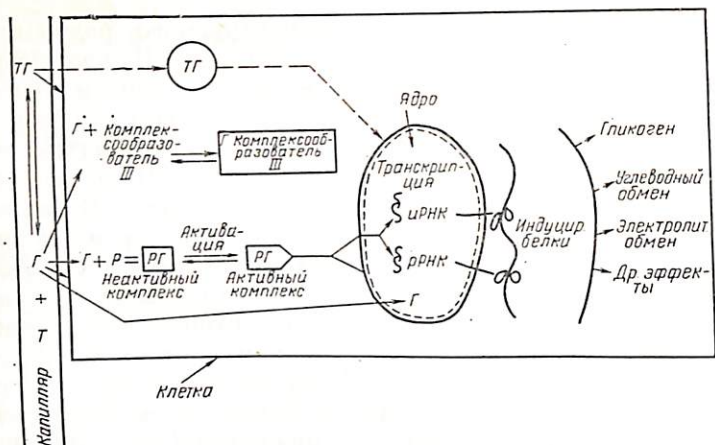 ТГ
ТГ
Ядро
Г + Комплек-
сообразо-
ватель
III
Г Комплексооб-
разователь
III
Транскрип-
ция
иРНК
рРНК
Г
Индуцир.
белки
Гликоген
Углеводный
обмен
Электролит
обмен
Др. эффек-
ты
Г
Г + Р =
РГ
Неактивный
комплекс
Актива-
ция
РГ
Активный
комплекс
+
Т
Капилляр
Клетка